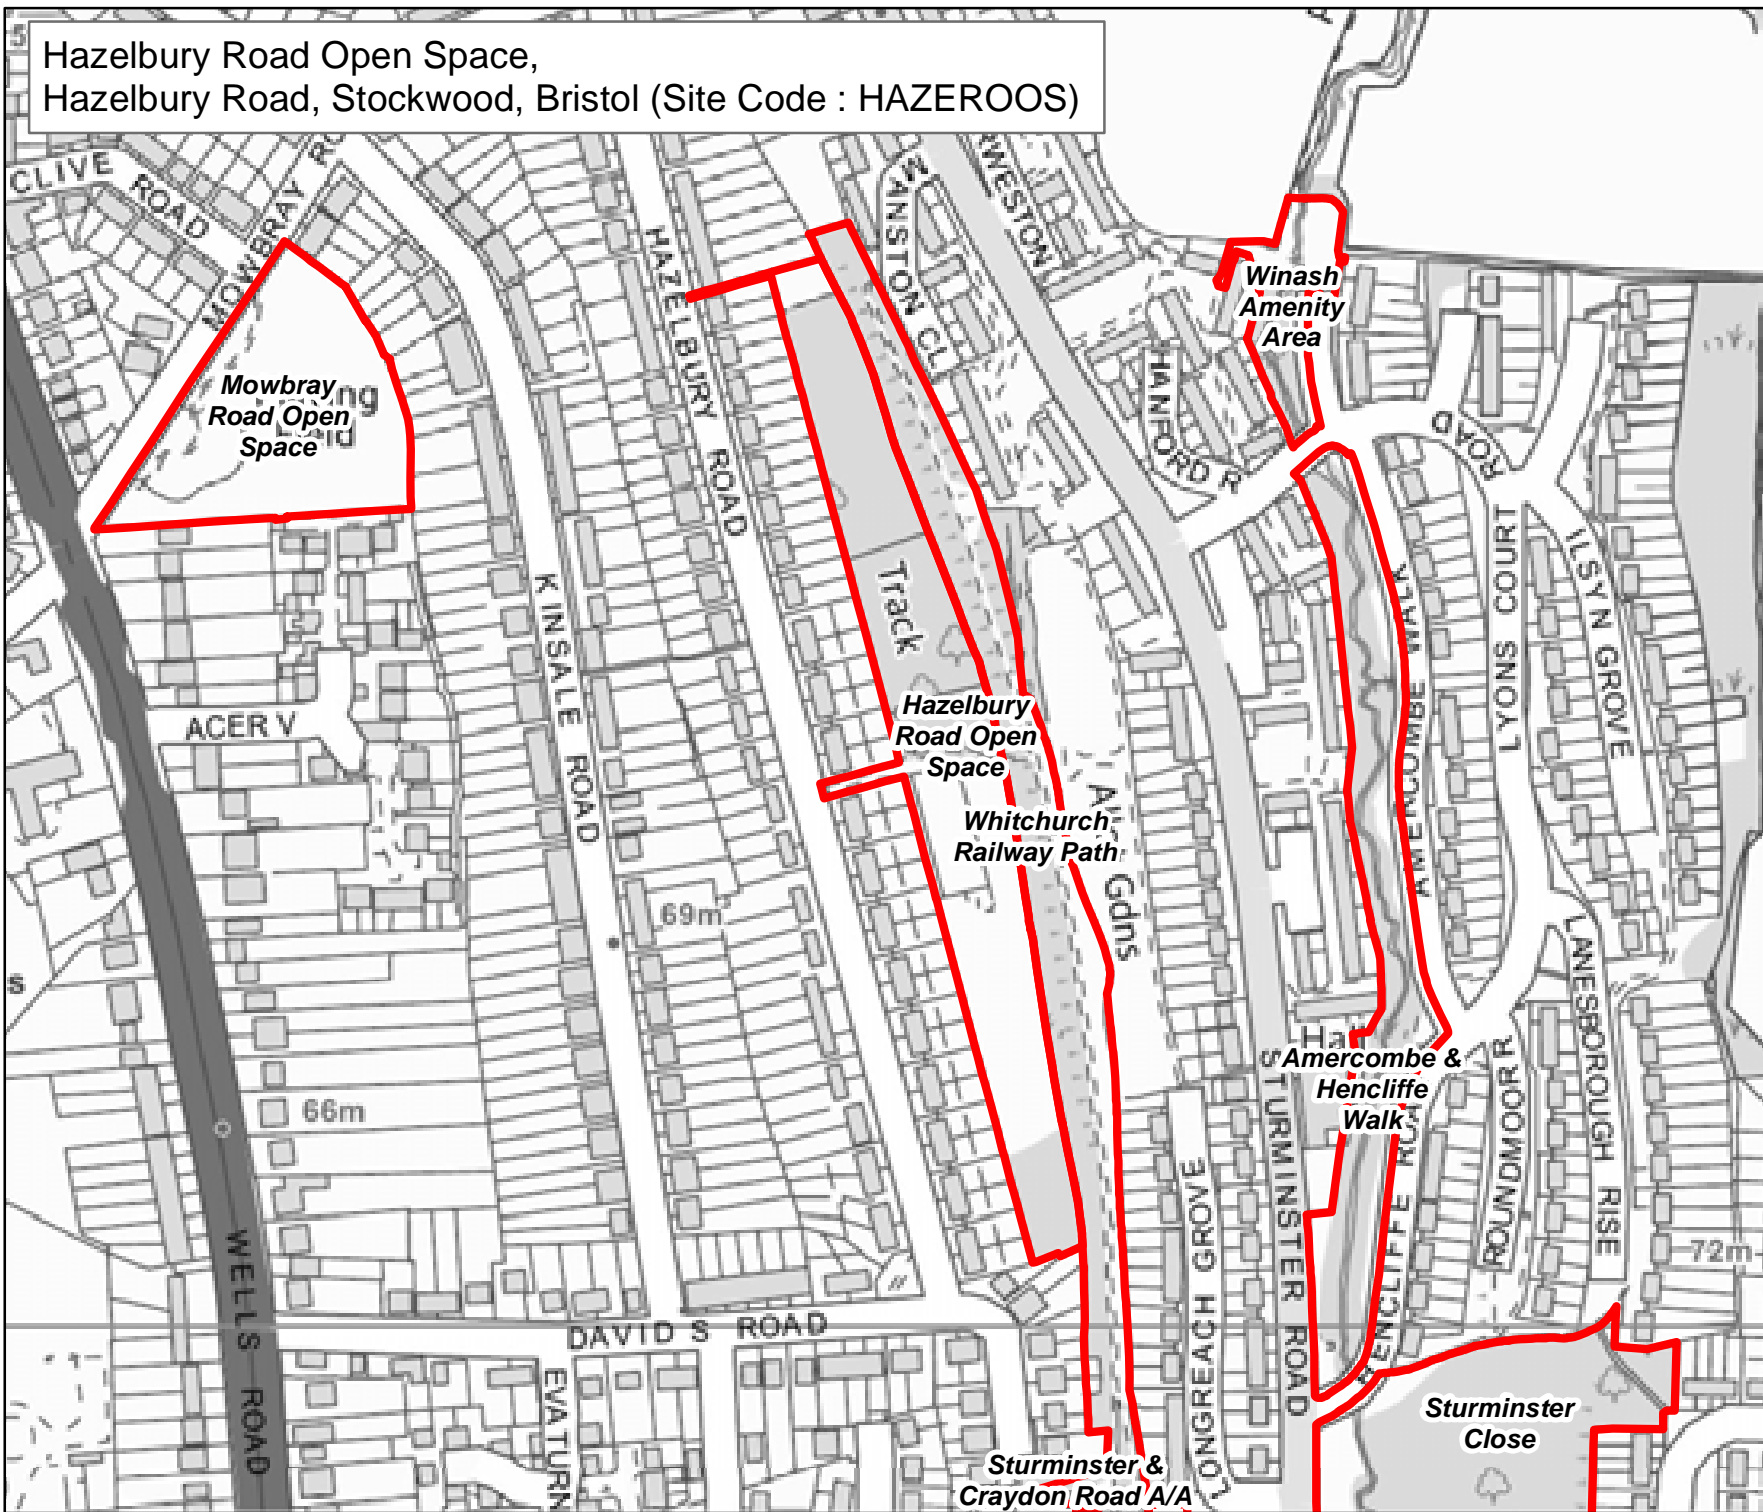 Hazelbury Road Open Space,
Hazelbury Road, Stockwood, Bristol (Site Code : HAZEROOS)
CLIVE ROAD
MOWBRAY
MANSTON CL
HAZELBURY ROAD
Winash
Amenity
Area
Mowbray
Road Open
Space
HANFORD R
ROAD
KINSALE ROAD
Track
AMERCOMBE WALK
LYONS COURT
ILSYN GROVE
ACER V
Hazelbury
Road Open
Space
Whitchurch
Railway Path
Gdns
69m
66m
LANESBOROUGH RISE
Amercombe &
Hencliffe
Walk
ROUNDMOOR R
72m
WELLS ROAD
LONGREACH GROVE
STURMINSTER ROAD
DAVID S ROAD
EVATURN
Sturminster
Close
Sturminster &
Craydon Road A/A